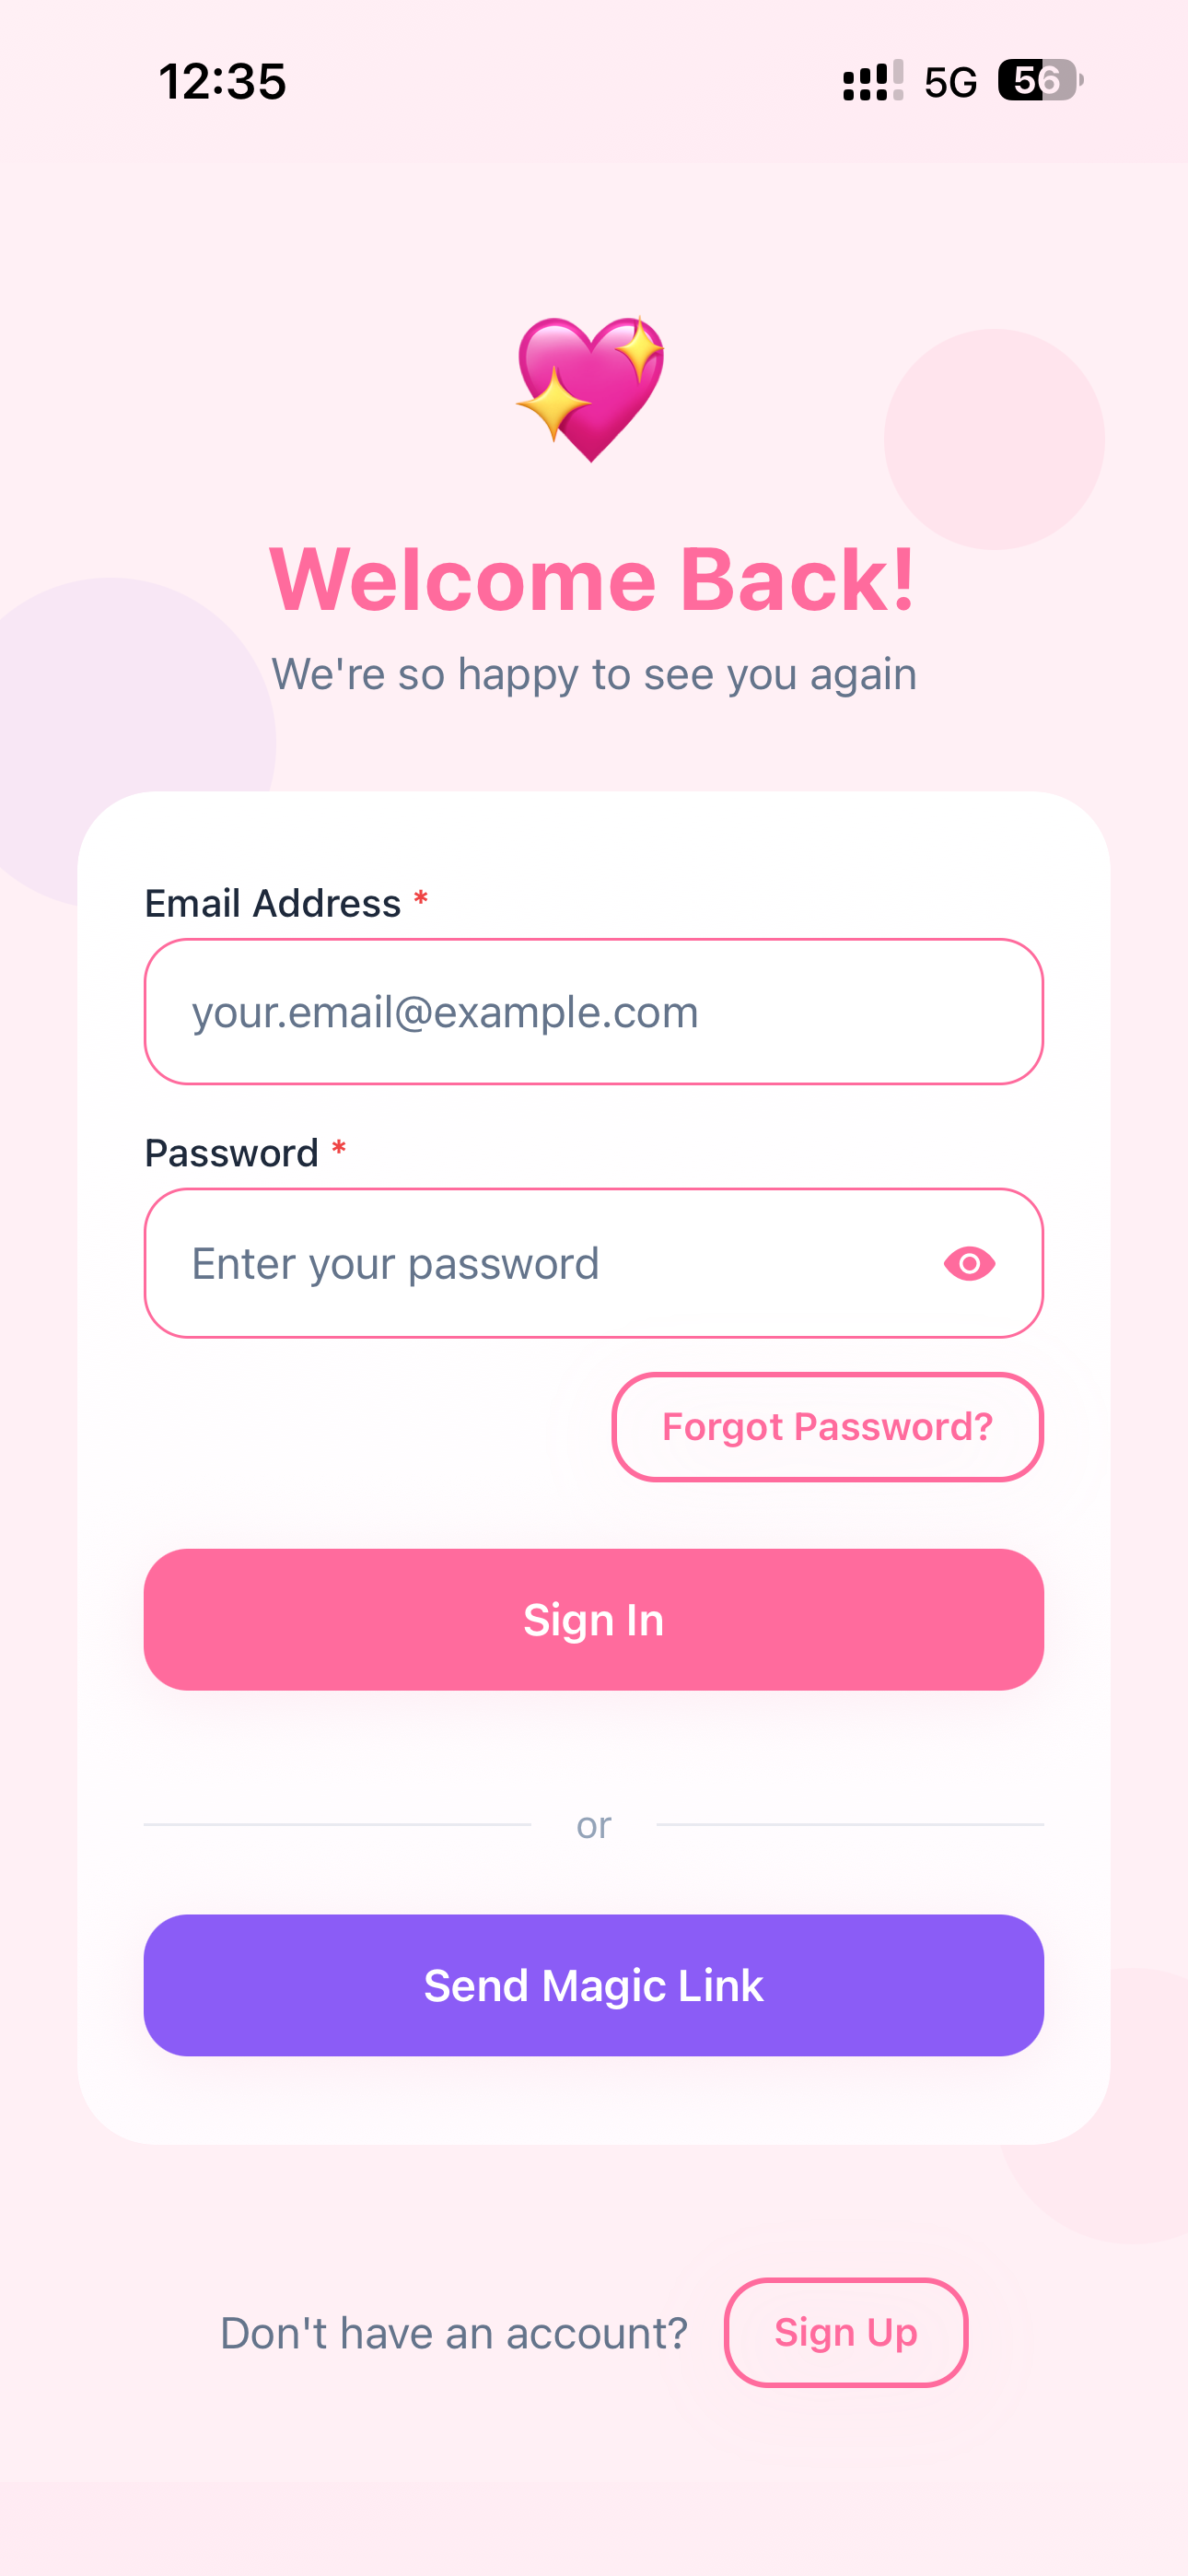 12:35 5G 56
Welcome Back!
We're so happy to see you again
Email Address *
your.email@example.com
Password *
Enter your password
Forgot Password?
Sign In
or
Send Magic Link
Don't have an account? Sign Up